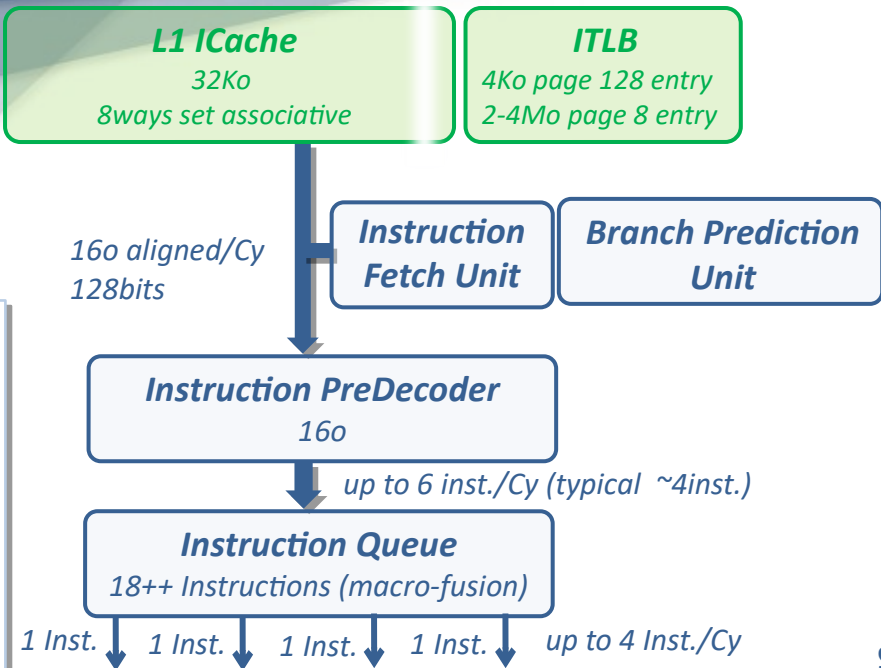 L1 ICache
32Ko
8ways set associative
ITLB
4Ko page 128 entry
2-4Mo page 8 entry
16o aligned/Cy
128bits
Instruction
Fetch Unit
Branch Prediction
Unit
Instruction PreDecoder
16o
up to 6 inst./Cy (typical ~4inst.)
Instruction Queue
18++ Instructions (macro-fusion)
1 Inst. 1 Inst. 1 Inst. 1 Inst. up to 4 Inst./Cy